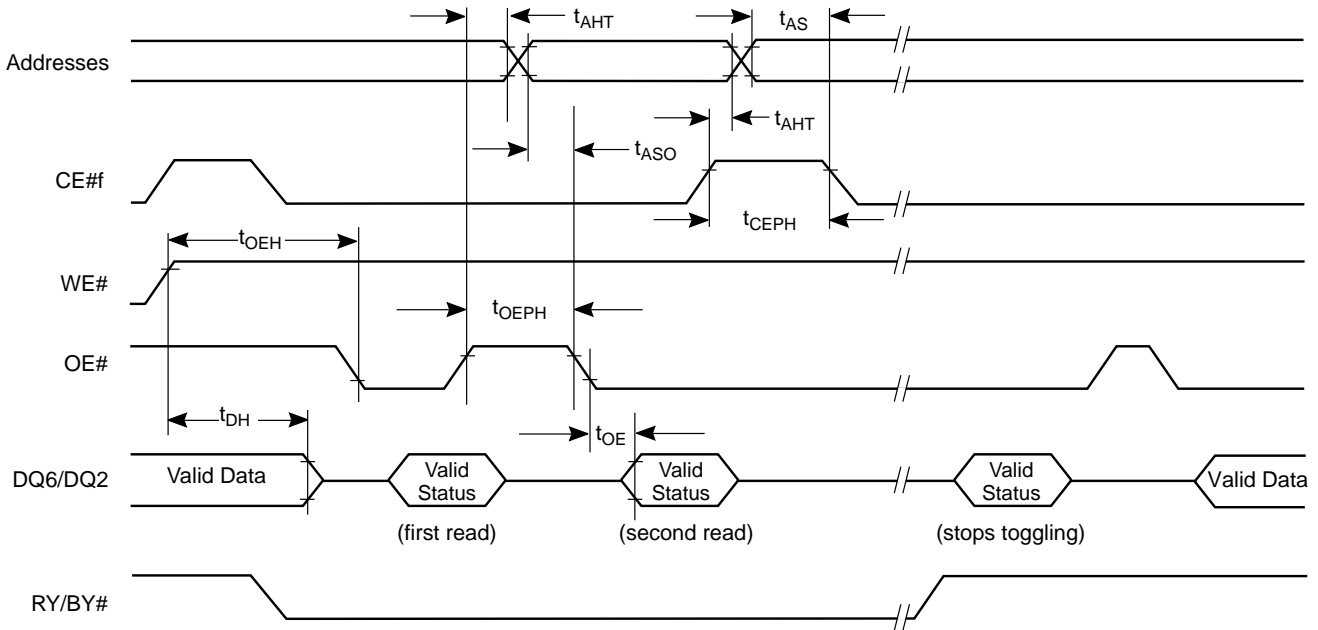 tAHT
tAS
Addresses
tAHT
tASO
CE#f
tCEPH
tOEH
WE#
tOEPH
OE#
tDH
tOE
DQ6/DQ2
Valid Data
Valid
Status
Valid
Status
Valid
Status
Valid Data
(first read)
(second read)
(stops toggling)
RY/BY#